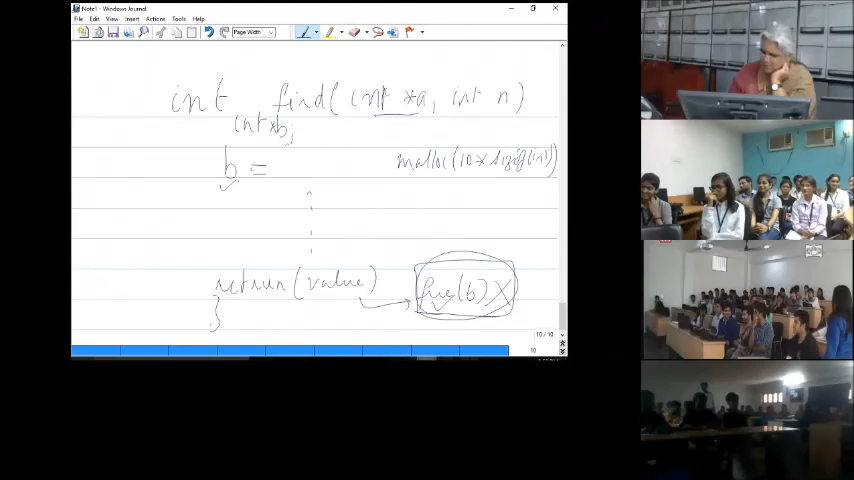 Note1 - Windows Journal
File Edit View Insert Actions Tools Help
Page Width
int find(int *a, int n)
int *b;
b = malloc(10 * sizeof(int))
return (value) free(b) X
}
10 / 10
10